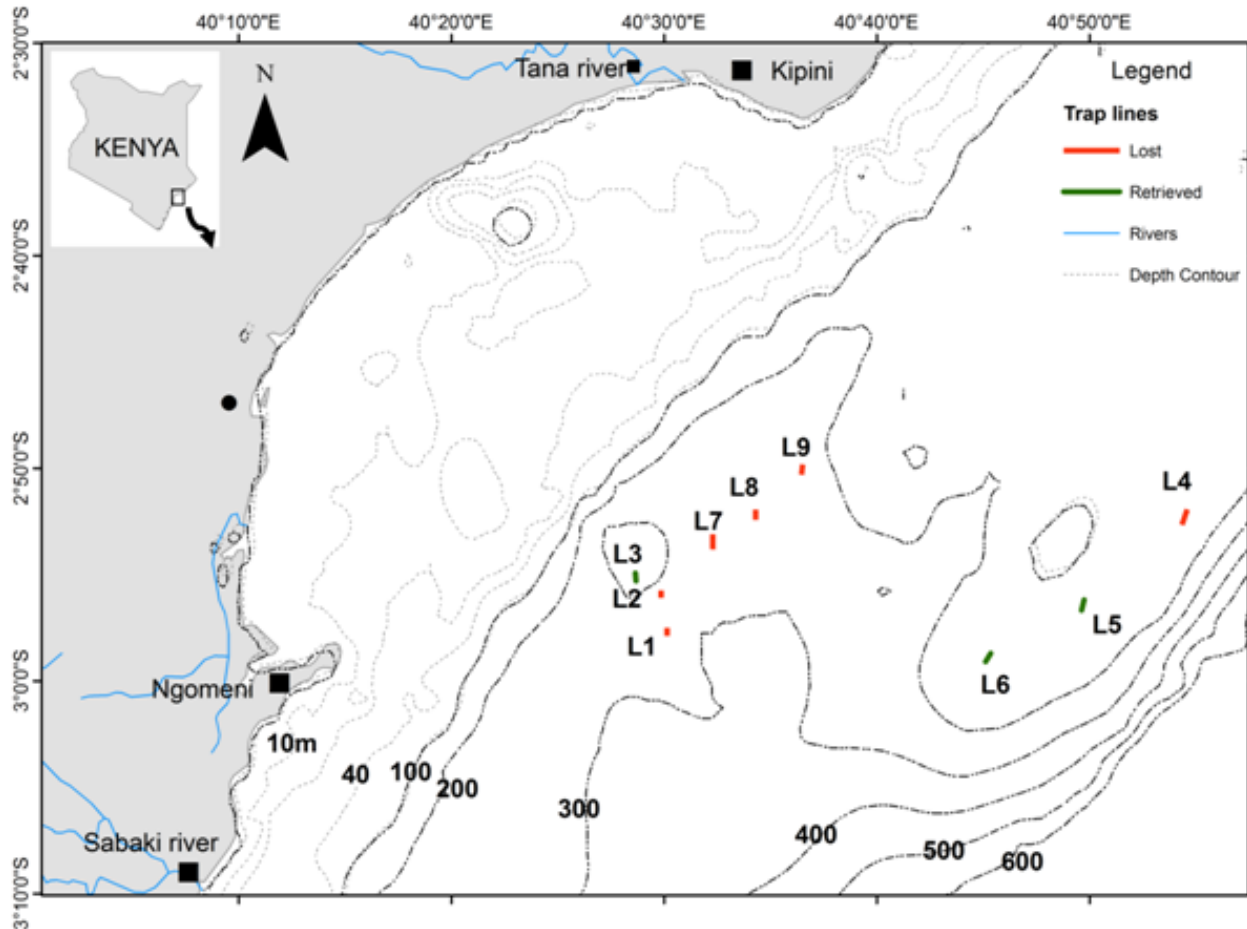 40°10'0"E 40°20'0"E 40°30'0"E 40°40'0"E 40°50'0"E
2°30'0"S
2°40'0"S
2°50'0"S
3°0'0"S
3°10'0"S
KENYA
N
Tana river
Kipini
Legend
Trap lines
Lost
Retrieved
Rivers
Depth Contour
L9
L8
L4
L7
L3
L2
L5
L1
L6
Ngomeni
10m
40
100
200
300
400
500
600
Sabaki river